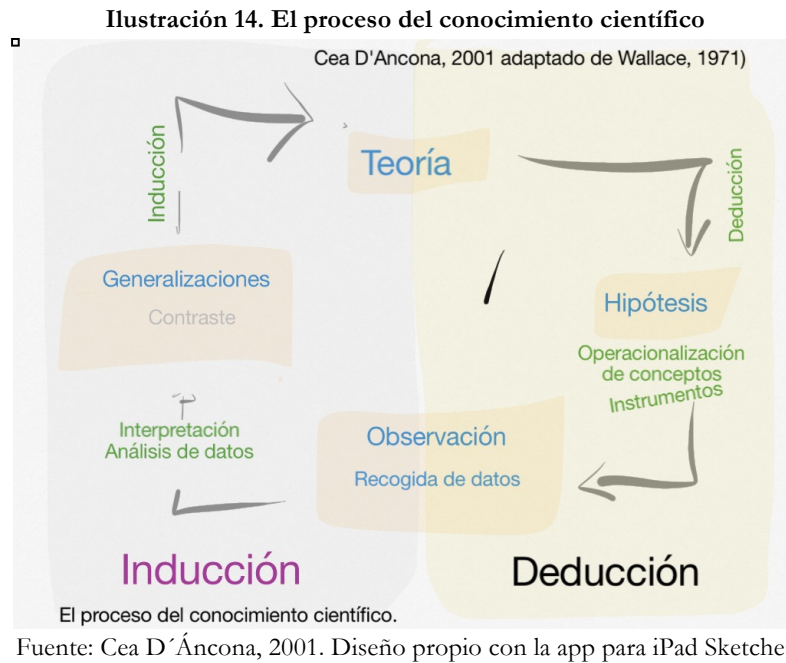 Ilustración 14. El proceso del conocimiento científico
Cea D'Ancona, 2001 adaptado de Wallace, 1971)
Inducción
Teoría
Deducción
Generalizaciones
Contraste
Hipótesis
Operacionalización
de conceptos
Instrumentos
Interpretación
Análisis de datos
Observación
Recogida de datos
Inducción
Deducción
El proceso del conocimiento científico.
Fuente: Cea D´Áncona, 2001. Diseño propio con la app para iPad Sketche